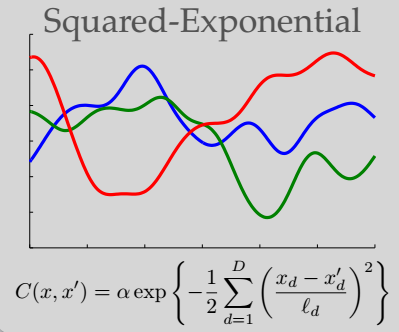 Squared-Exponential
C(x, x′) = α exp { −1/2 ∑_{d=1}^{D} ( (x_d − x′_d) / ℓ_d )² }